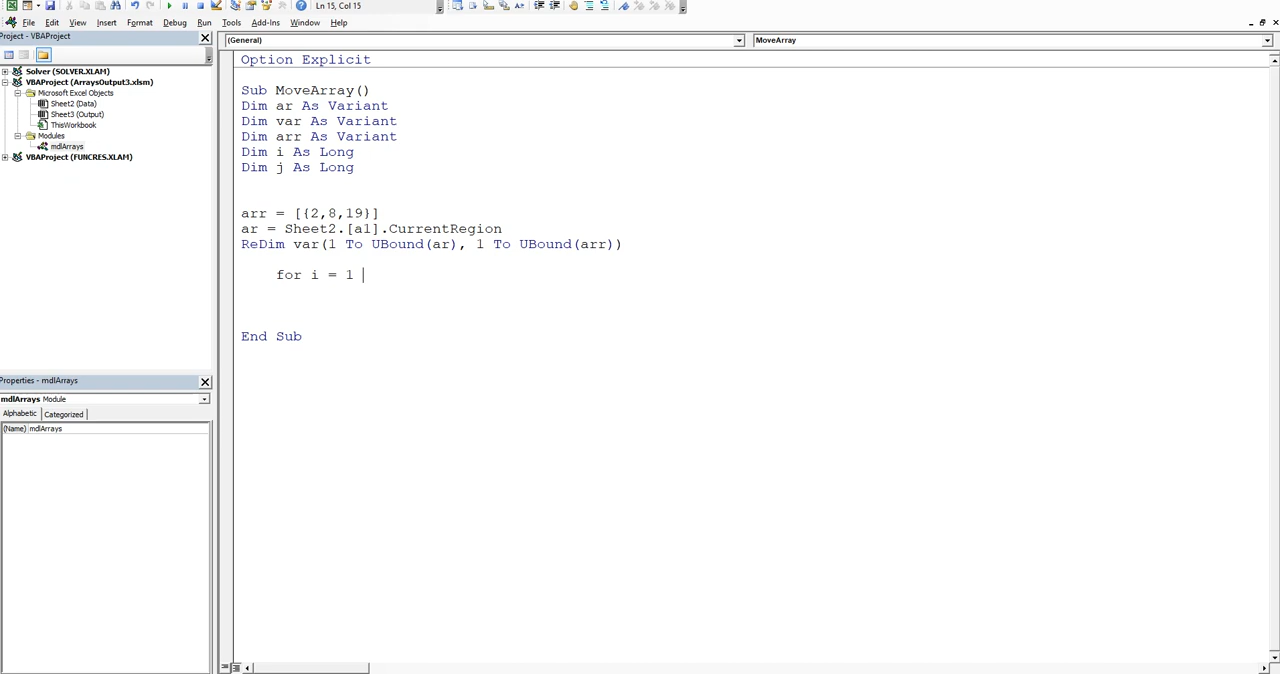 Ln 15, Col 15
File Edit View Insert Format Debug Run Tools Add-Ins Window Help
Project - VBAProject
(General)
MoveArray
Solver (SOLVER.XLAM)
VBAProject (ArraysOutput3.xlsm)
Microsoft Excel Objects
Sheet2 (Data)
Sheet3 (Output)
ThisWorkbook
Modules
mdlArrays
VBAProject (FUNCRES.XLAM)
Properties - mdlArrays
mdlArrays Module
Alphabetic Categorized
(Name) mdlArrays
Option Explicit
Sub MoveArray()
Dim ar As Variant
Dim var As Variant
Dim arr As Variant
Dim i As Long
Dim j As Long
arr = [{2,8,19}]
ar = Sheet2.[a1].CurrentRegion
ReDim var(1 To UBound(ar), 1 To UBound(arr))
for i = 1
End Sub